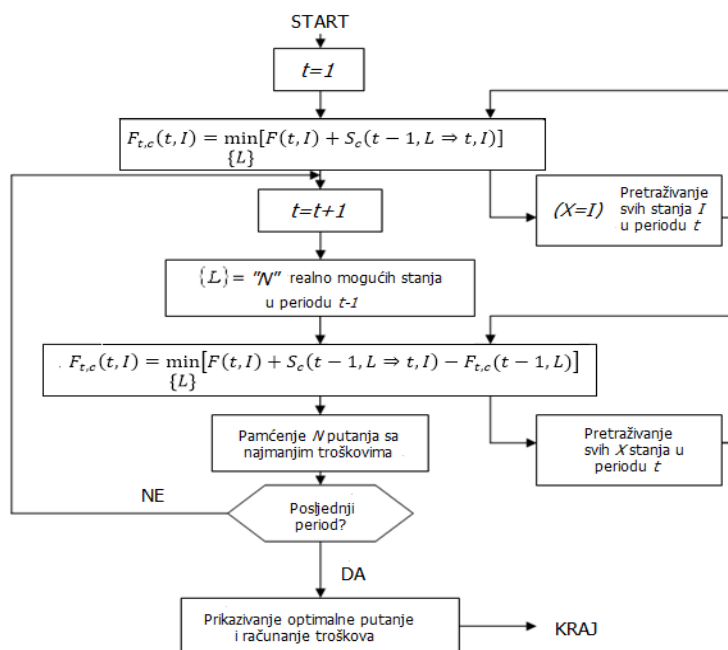 START
t=1
F_{t,c}(t, I) = min[F(t, I) + S_c(t − 1, L ⇒ t, I)]
{L}
(X=I) Pretraživanje
svih stanja I
u periodu t
t=t+1
{L} = "N" realno mogućih stanja
u periodu t-1
. F_{t,c}(t, I) = min[F(t, I) + S_c(t − 1, L ⇒ t, I) − F_{t,c}(t − 1, L)]
{L}
Pretraživanje
svih X stanja u
periodu t
Pamćenje N putanja sa
najmanjim troškovima
NE
Posljednji
period?
DA
Prikazivanje optimalne putanje
i računanje troškova
KRAJ